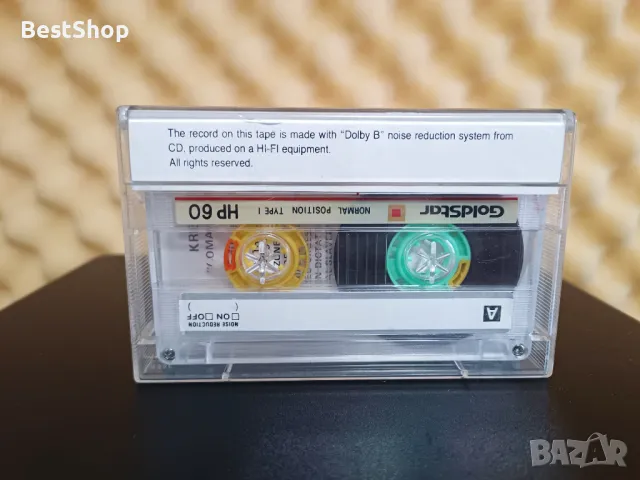 BestShop
The record on this tape is made with "Dolby B" noise reduction system from
CD, produced on a HI-FI equipment.
All rights reserved.
GoldStar NORMAL POSITION TYPE I HP 60
A
NOISE REDUCTION
☐ON ☐OFF
( )
BAZAR